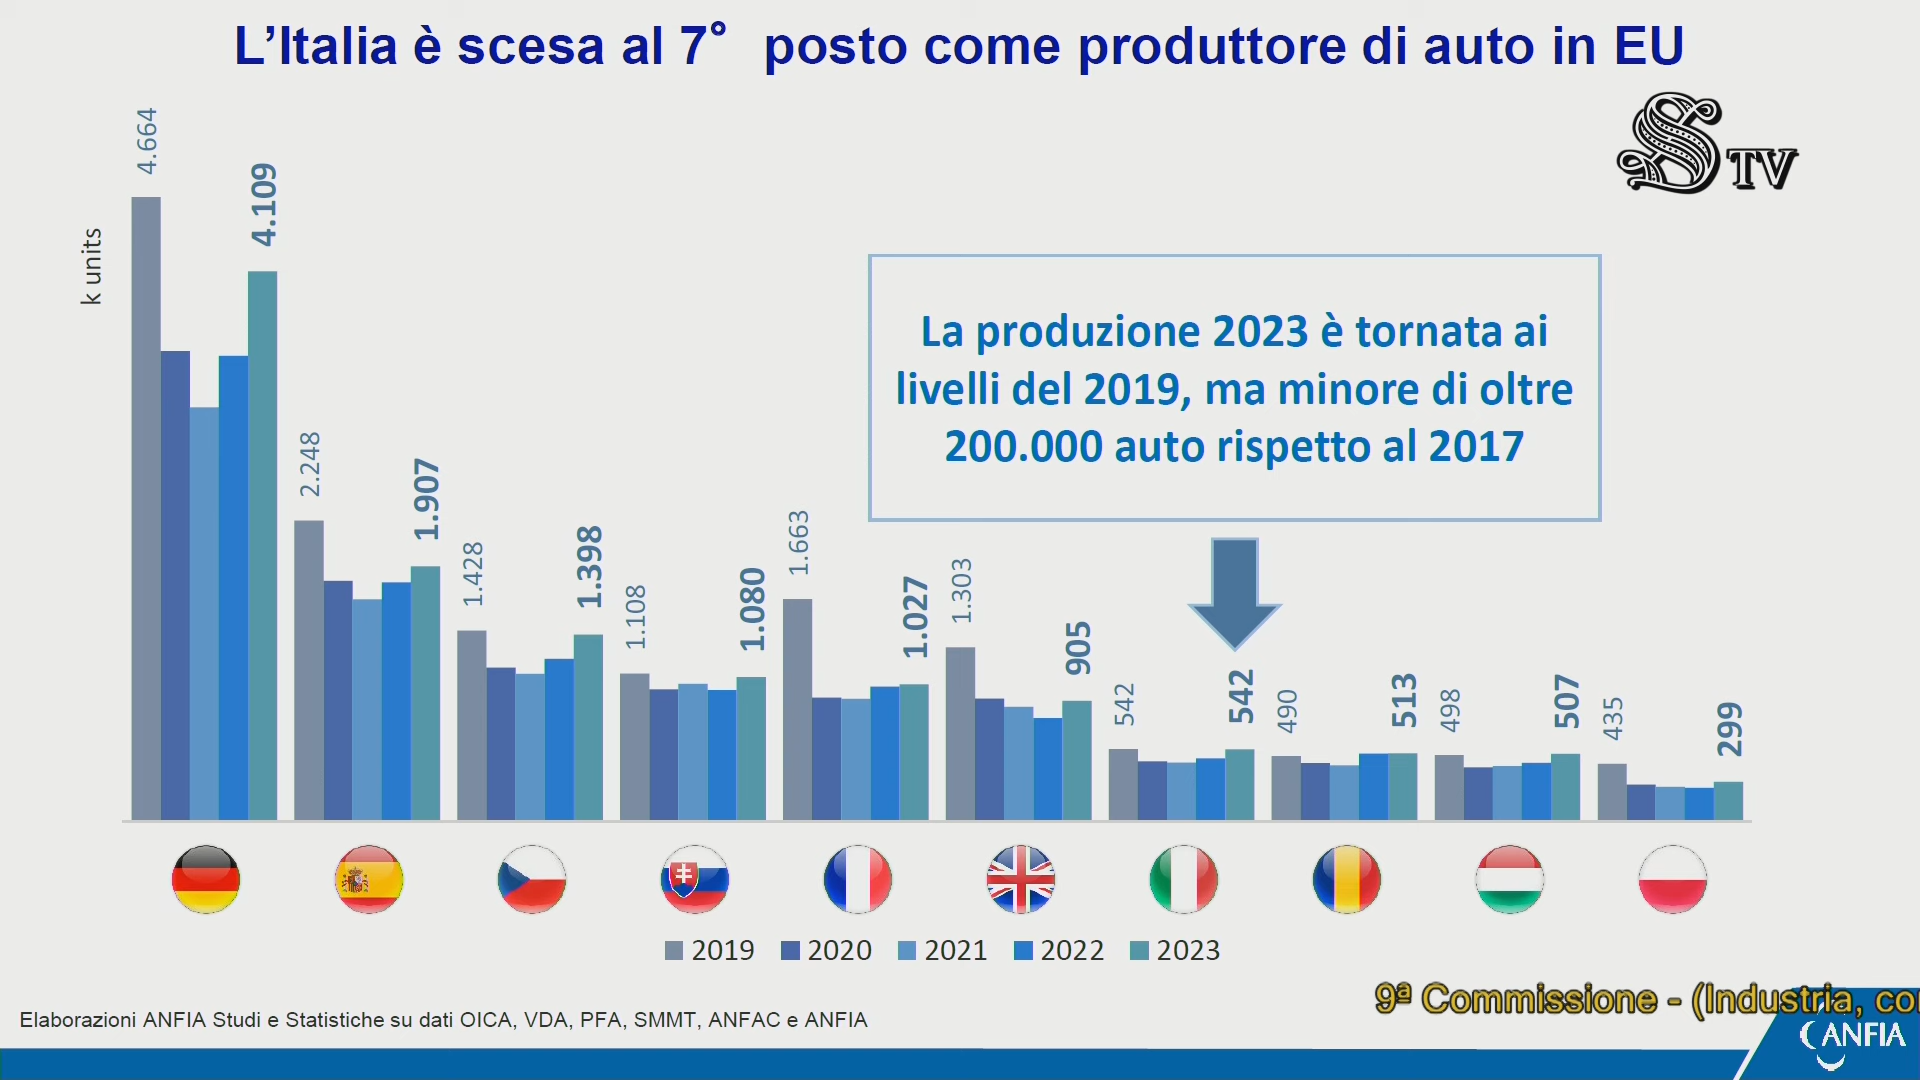 L'Italia è scesa al 7° posto come produttore di auto in EU
STV
k units
4.664
4.109
2.248
1.907
1.428
1.398
1.108
1.080
1.663
1.027
1.303
905
542
542
490
513
498
507
435
299
La produzione 2023 è tornata ai
livelli del 2019, ma minore di oltre
200.000 auto rispetto al 2017
2019 2020 2021 2022 2023
9ª Commissione - (Industria, co
Elaborazioni ANFIA Studi e Statistiche su dati OICA, VDA, PFA, SMMT, ANFAC e ANFIA
ANFIA